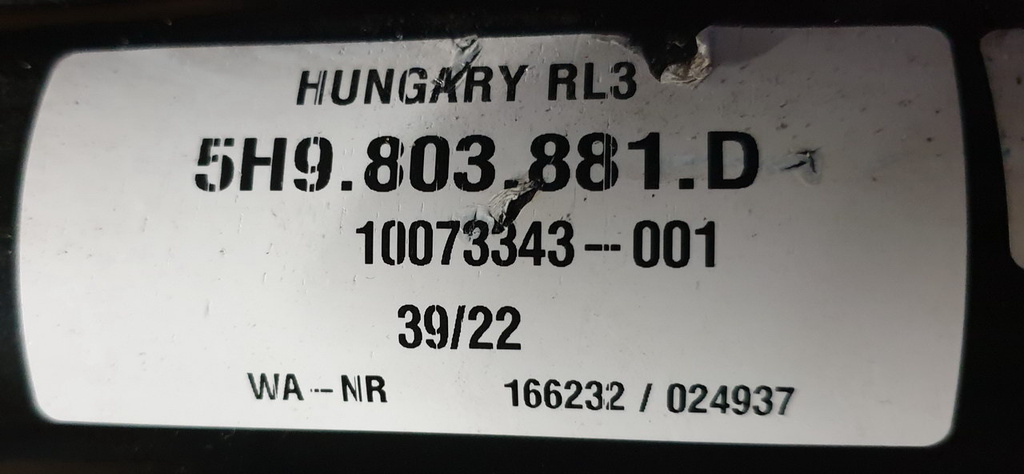 HUNGARY RL3
5H9.803.881.D
10073343-001
39/22
WA-NR 166232 / 024937